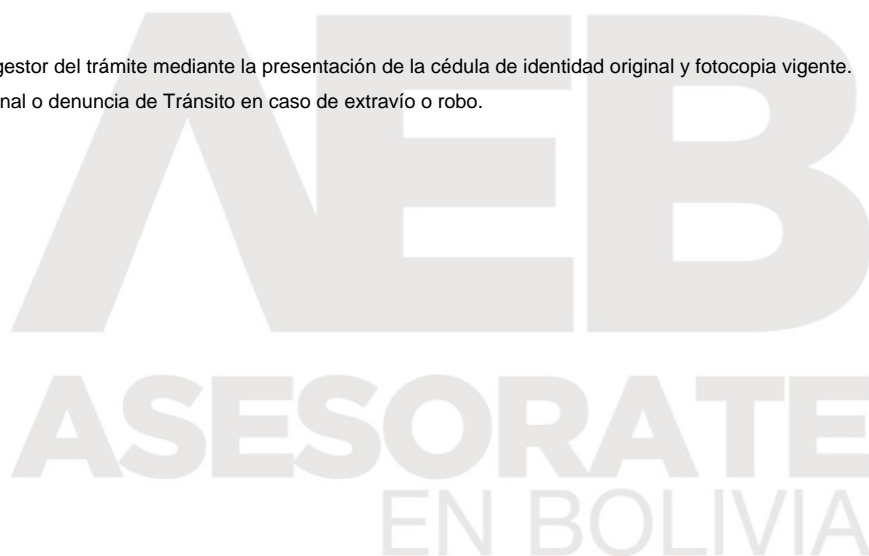 gestor del trámite mediante la presentación de la cédula de identidad original y fotocopia vigente.
nal o denuncia de Tránsito en caso de extravío o robo.
AEB
ASESORATE
EN BOLIVIA